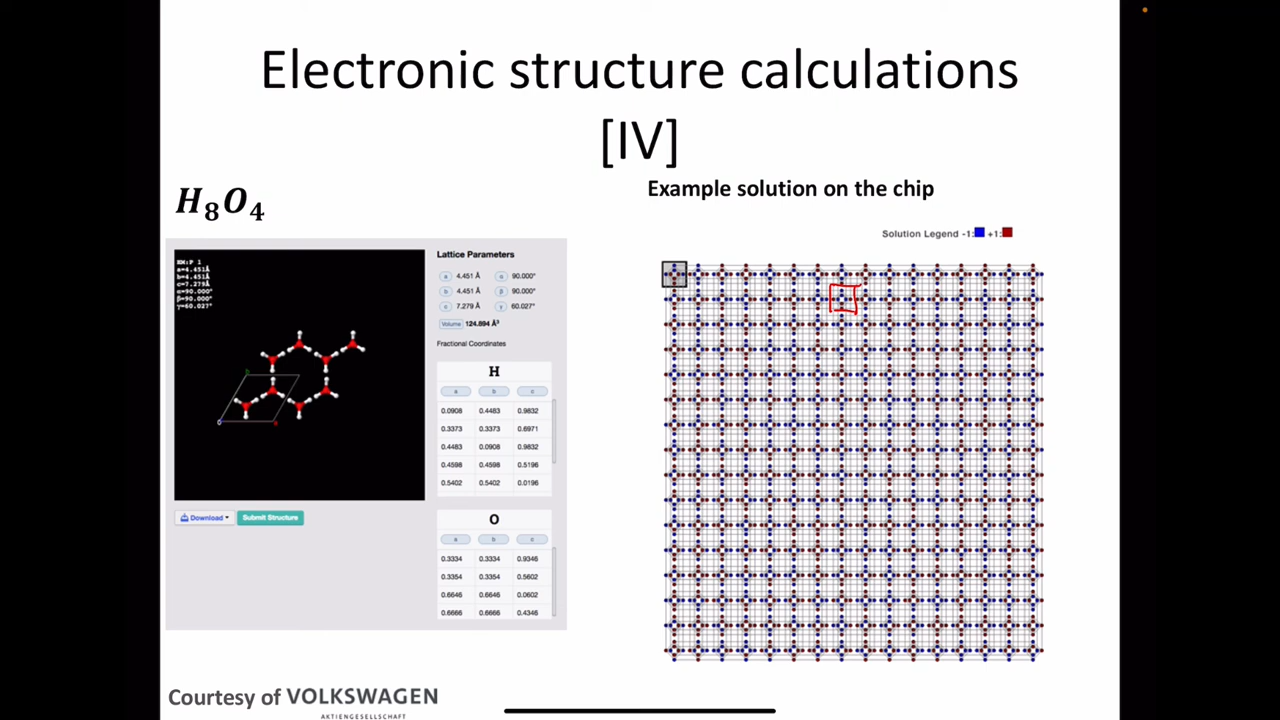 Electronic structure calculations
[IV]
H8O4
Example solution on the chip
Solution Legend -1: +1:
HM:P 1
a=4.451Å
b=4.451Å
c=7.279Å
α=90.000°
β=90.000°
γ=60.027°
b
o
a
Download
Submit Structure
Lattice Parameters
a 4.451 Å α 90.000°
b 4.451 Å β 90.000°
c 7.279 Å γ 60.027°
Volume 124.894 Å³
Fractional Coordinates
H
a b c
0.0908 0.4483 0.9832
0.3373 0.3373 0.6971
0.4483 0.0908 0.9832
0.4598 0.4598 0.5196
0.5402 0.5402 0.0196
O
a b c
0.3334 0.3334 0.9346
0.3354 0.3354 0.5602
0.6646 0.6646 0.0602
0.6666 0.6666 0.4346
Courtesy of VOLKSWAGEN
AKTIENGESELLSCHAFT